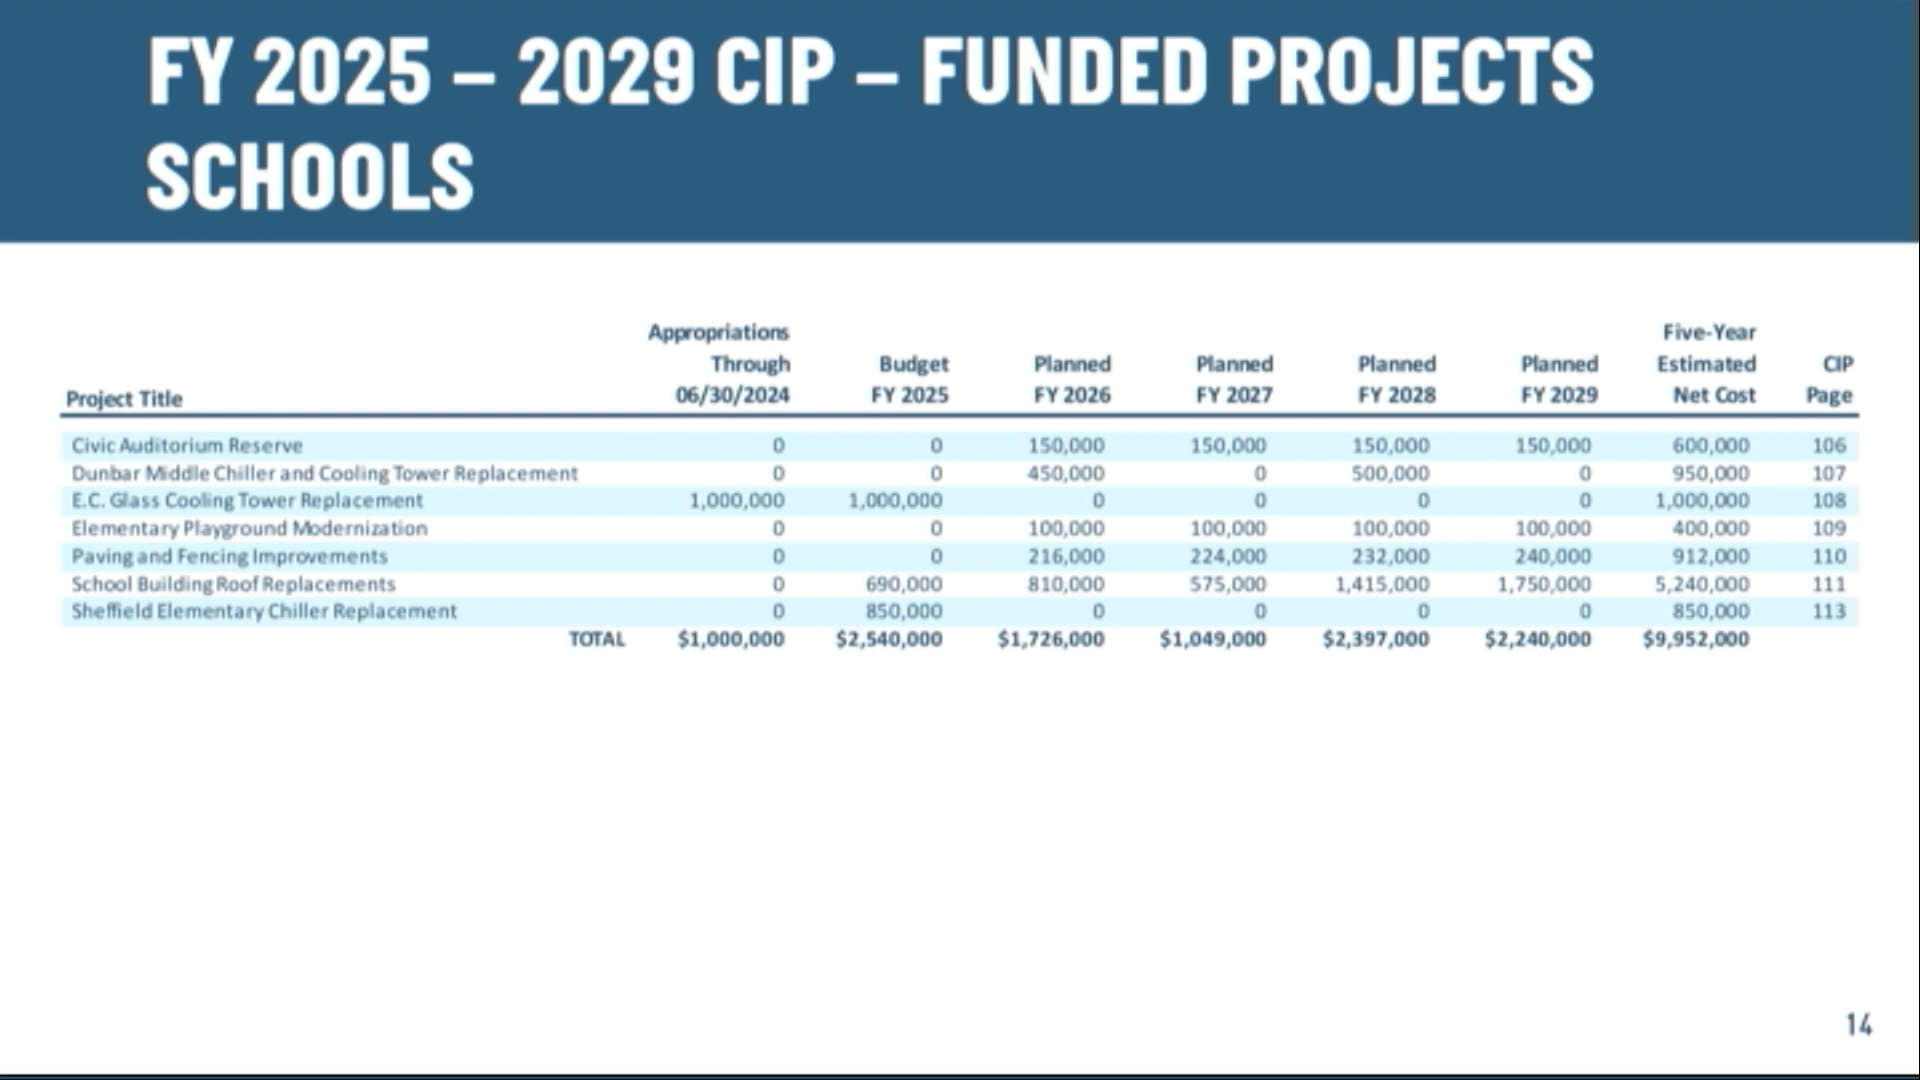 FY 2025 – 2029 CIP – FUNDED PROJECTS
SCHOOLS
Appropriations Five-Year
Through Budget Planned Planned Planned Planned Estimated CIP
Project Title 06/30/2024 FY 2025 FY 2026 FY 2027 FY 2028 FY 2029 Net Cost Page
Civic Auditorium Reserve 0 0 150,000 150,000 150,000 150,000 600,000 106
Dunbar Middle Chiller and Cooling Tower Replacement 0 0 450,000 0 500,000 0 950,000 107
E.C. Glass Cooling Tower Replacement 1,000,000 1,000,000 0 0 0 0 1,000,000 108
Elementary Playground Modernization 0 0 100,000 100,000 100,000 100,000 400,000 109
Paving and Fencing Improvements 0 0 216,000 224,000 232,000 240,000 912,000 110
School Building Roof Replacements 0 690,000 810,000 575,000 1,415,000 1,750,000 5,240,000 111
Sheffield Elementary Chiller Replacement 0 850,000 0 0 0 0 850,000 113
TOTAL $1,000,000 $2,540,000 $1,726,000 $1,049,000 $2,397,000 $2,240,000 $9,952,000
14